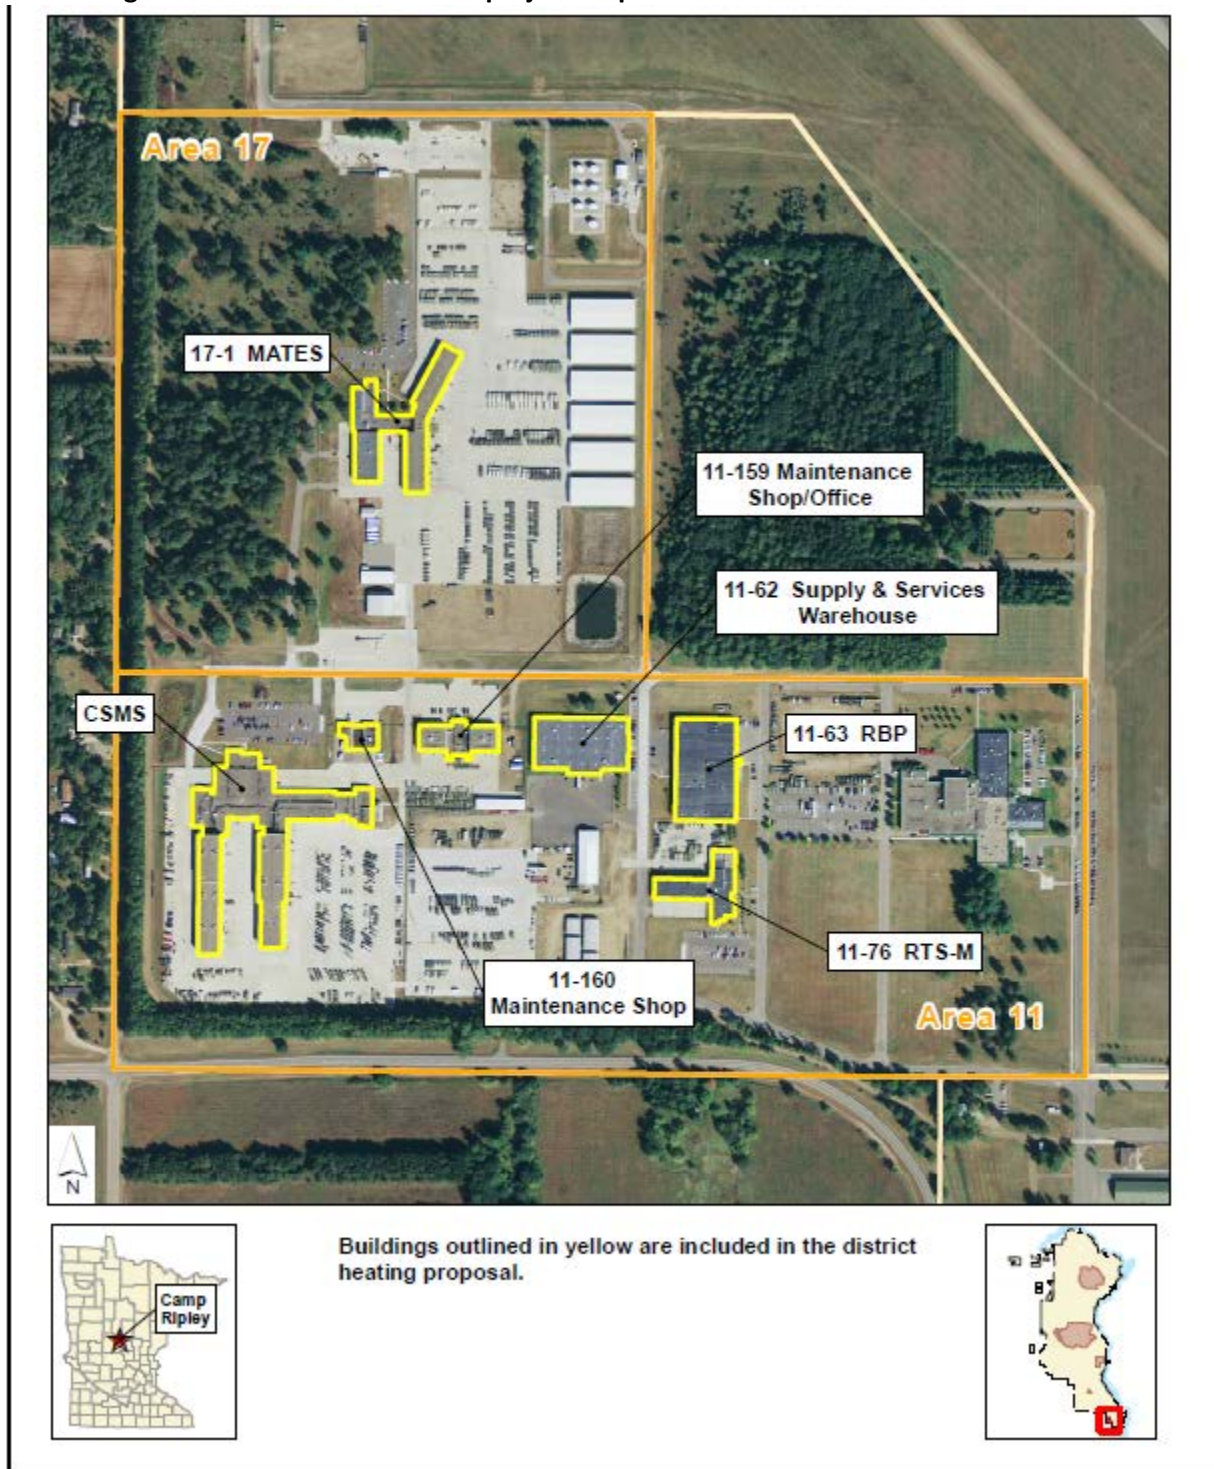 Area 17
17-1 MATES
11-159 Maintenance
Shop/Office
11-62 Supply & Services
Warehouse
CSMS
11-63 RBP
11-76 RTS-M
11-160
Maintenance Shop
Area 11
N
Buildings outlined in yellow are included in the district
heating proposal.
Camp
Ripley